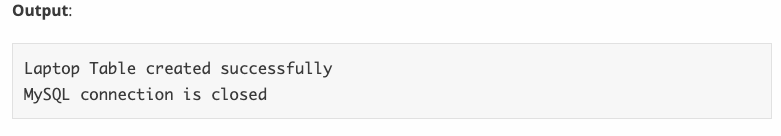 Output:
Laptop Table created successfully
MySQL connection is closed